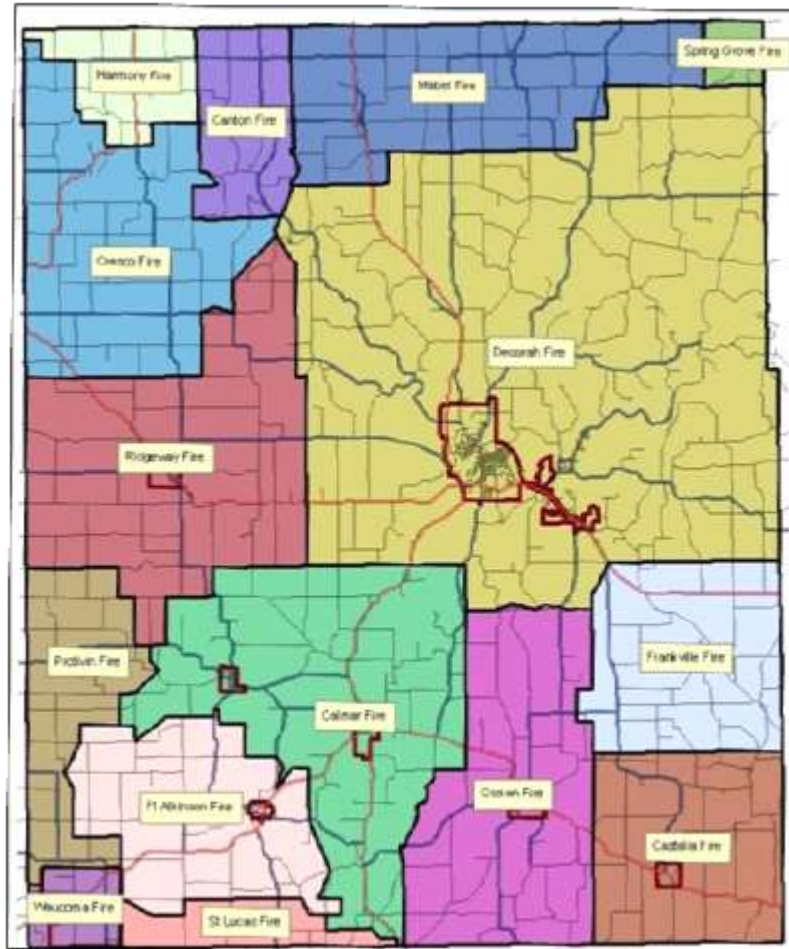 Spring Grove Fire
Harmony Fire
Mabel Fire
Canton Fire
Cresco Fire
Decorah Fire
Ridgeway Fire
Frankville Fire
Protivin Fire
Calmar Fire
Ossian Fire
Ft Atkinson Fire
Castalia Fire
Waucoma Fire
St Lucas Fire